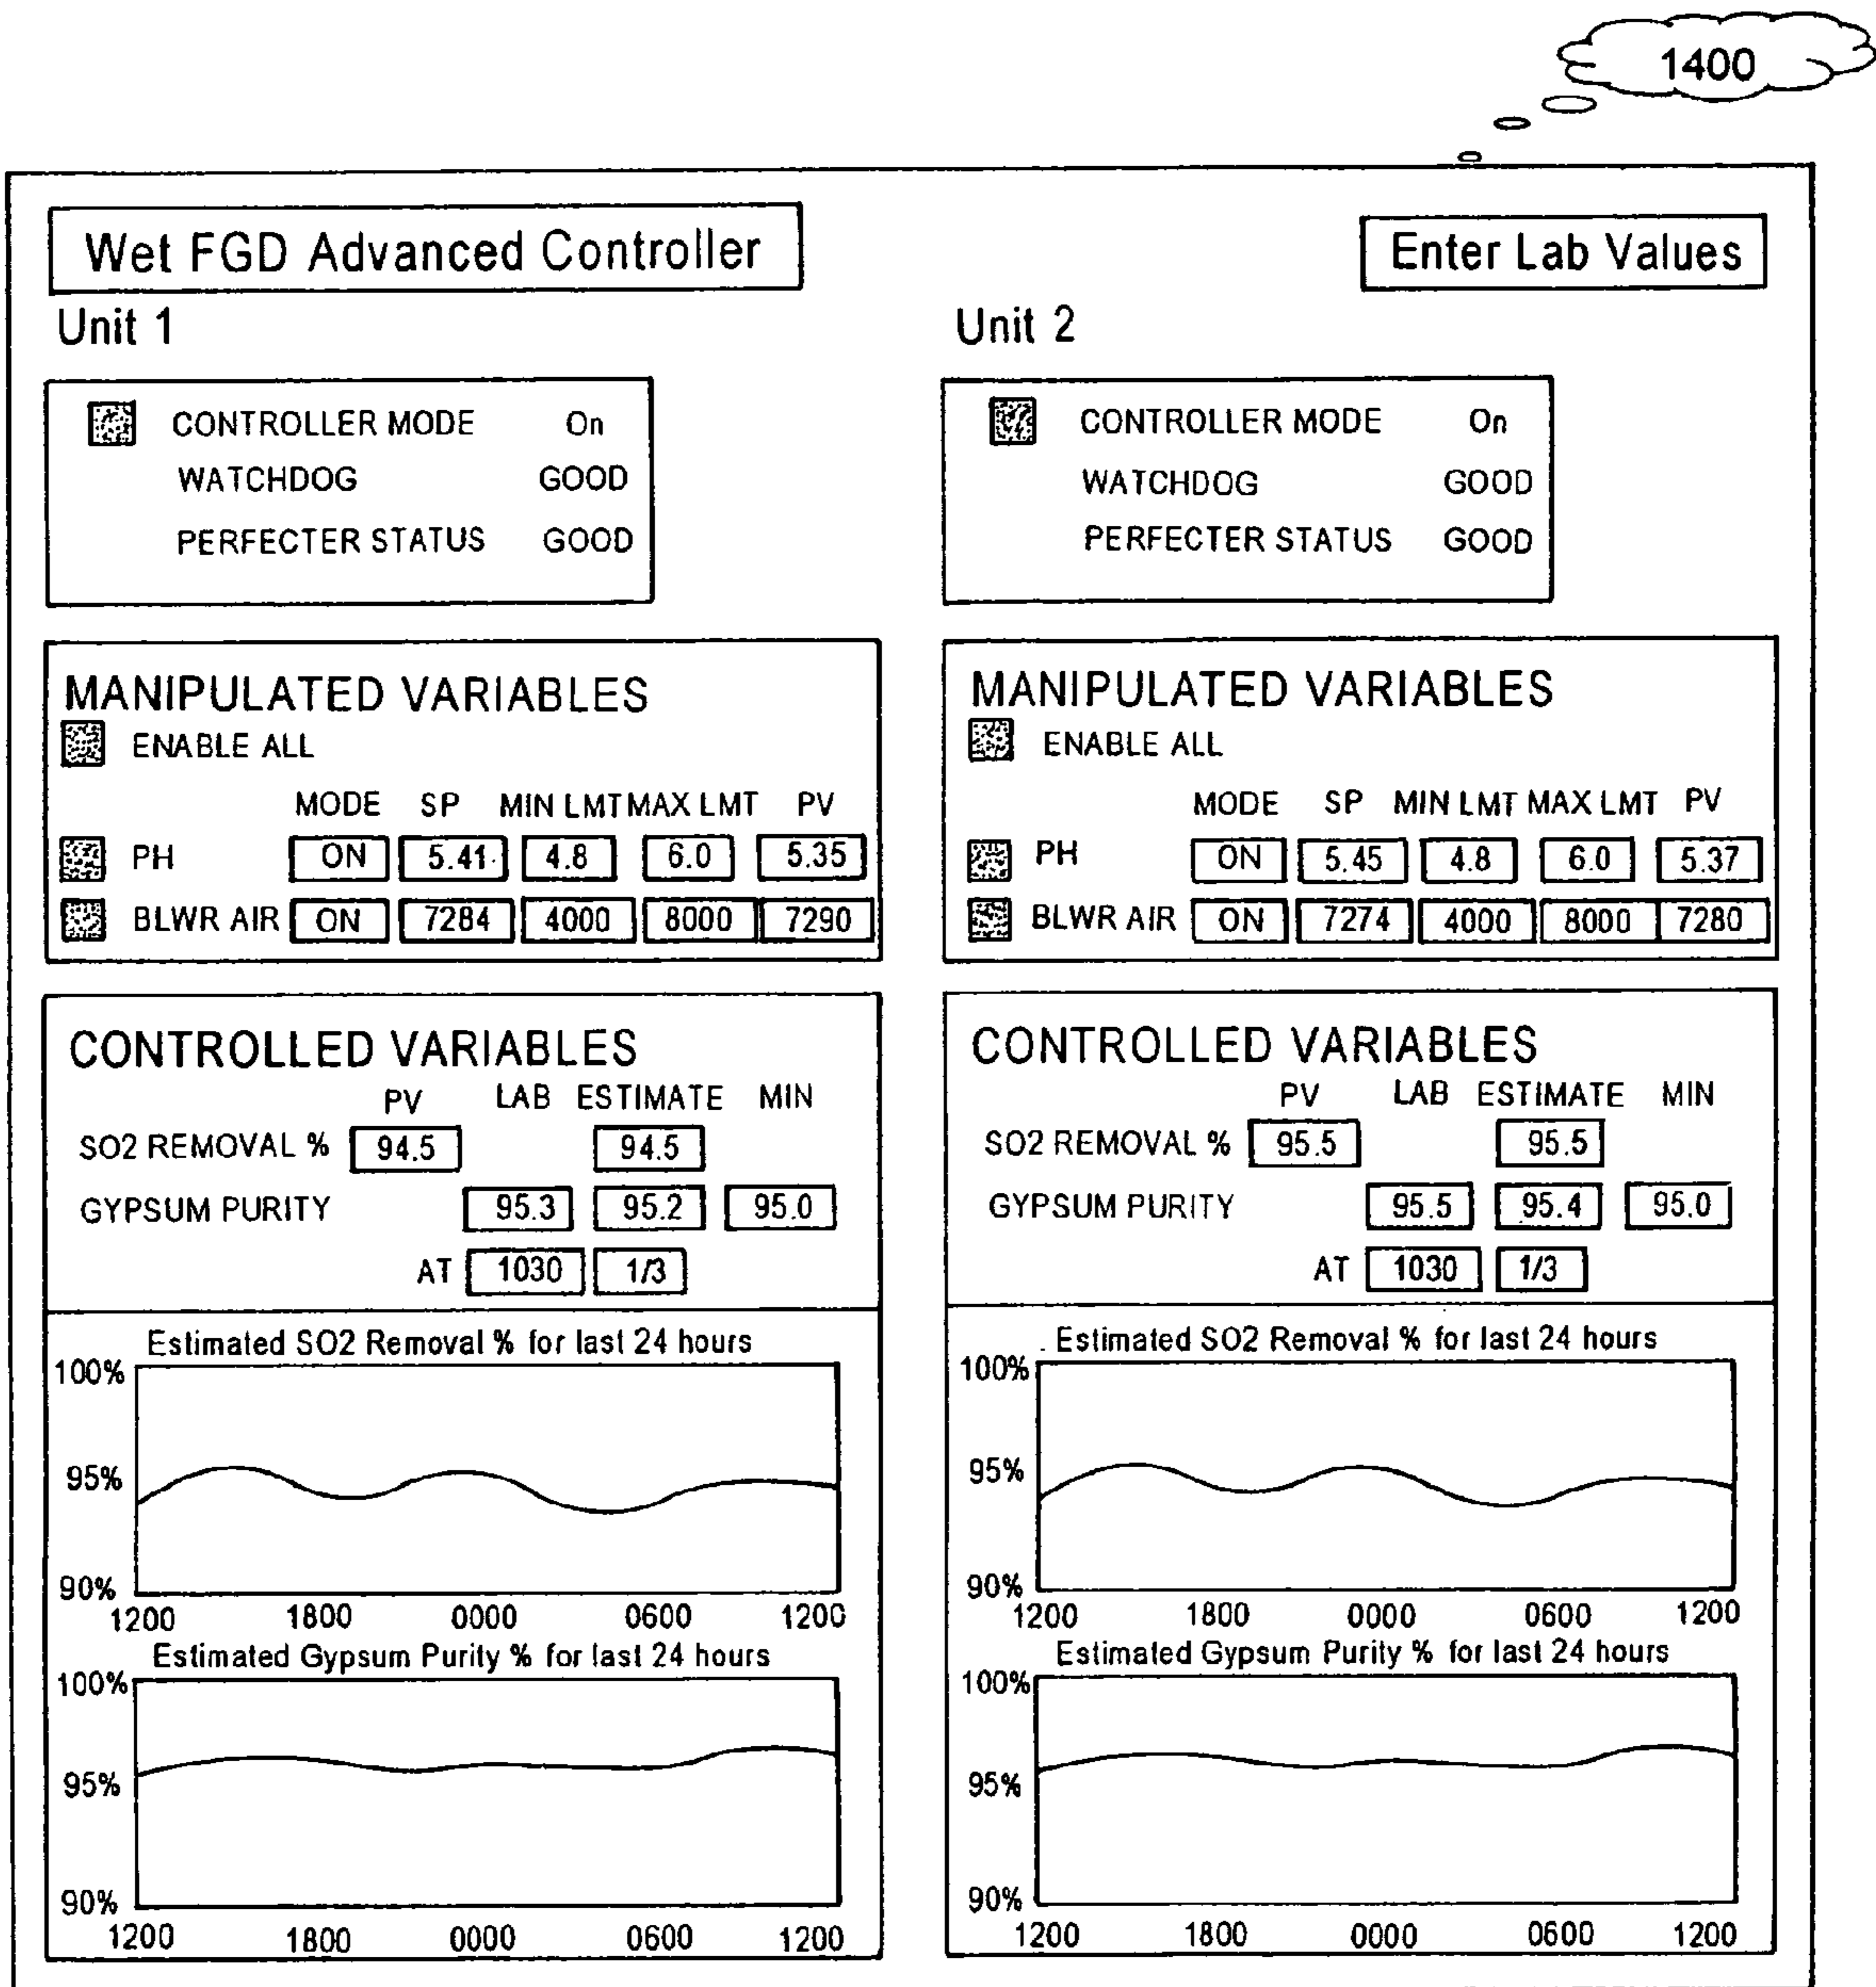 1400
Wet FGD Advanced Controller
Enter Lab Values
Unit 1
CONTROLLER MODE On
WATCHDOG GOOD
PERFECTER STATUS GOOD
MANIPULATED VARIABLES
ENABLE ALL
MODE SP MIN LMT MAX LMT PV
PH ON 5.41 4.8 6.0 5.35
BLWR AIR ON 7284 4000 8000 7290
CONTROLLED VARIABLES
PV LAB ESTIMATE MIN
SO2 REMOVAL % 94.5 94.5
GYPSUM PURITY 95.3 95.2 95.0
AT 1030 1/3
Estimated SO2 Removal % for last 24 hours
100%
95%
90%
1200 1800 0000 0600 1200
Estimated Gypsum Purity % for last 24 hours
100%
95%
90%
1200 1800 0000 0600 1200
Unit 2
CONTROLLER MODE On
WATCHDOG GOOD
PERFECTER STATUS GOOD
MANIPULATED VARIABLES
ENABLE ALL
MODE SP MIN LMT MAX LMT PV
PH ON 5.45 4.8 6.0 5.37
BLWR AIR ON 7274 4000 8000 7280
CONTROLLED VARIABLES
PV LAB ESTIMATE MIN
SO2 REMOVAL % 95.5 95.5
GYPSUM PURITY 95.5 95.4 95.0
AT 1030 1/3
Estimated SO2 Removal % for last 24 hours
100%
95%
90%
1200 1800 0000 0600 1200
Estimated Gypsum Purity % for last 24 hours
100%
95%
90%
1200 1800 0000 0600 1200